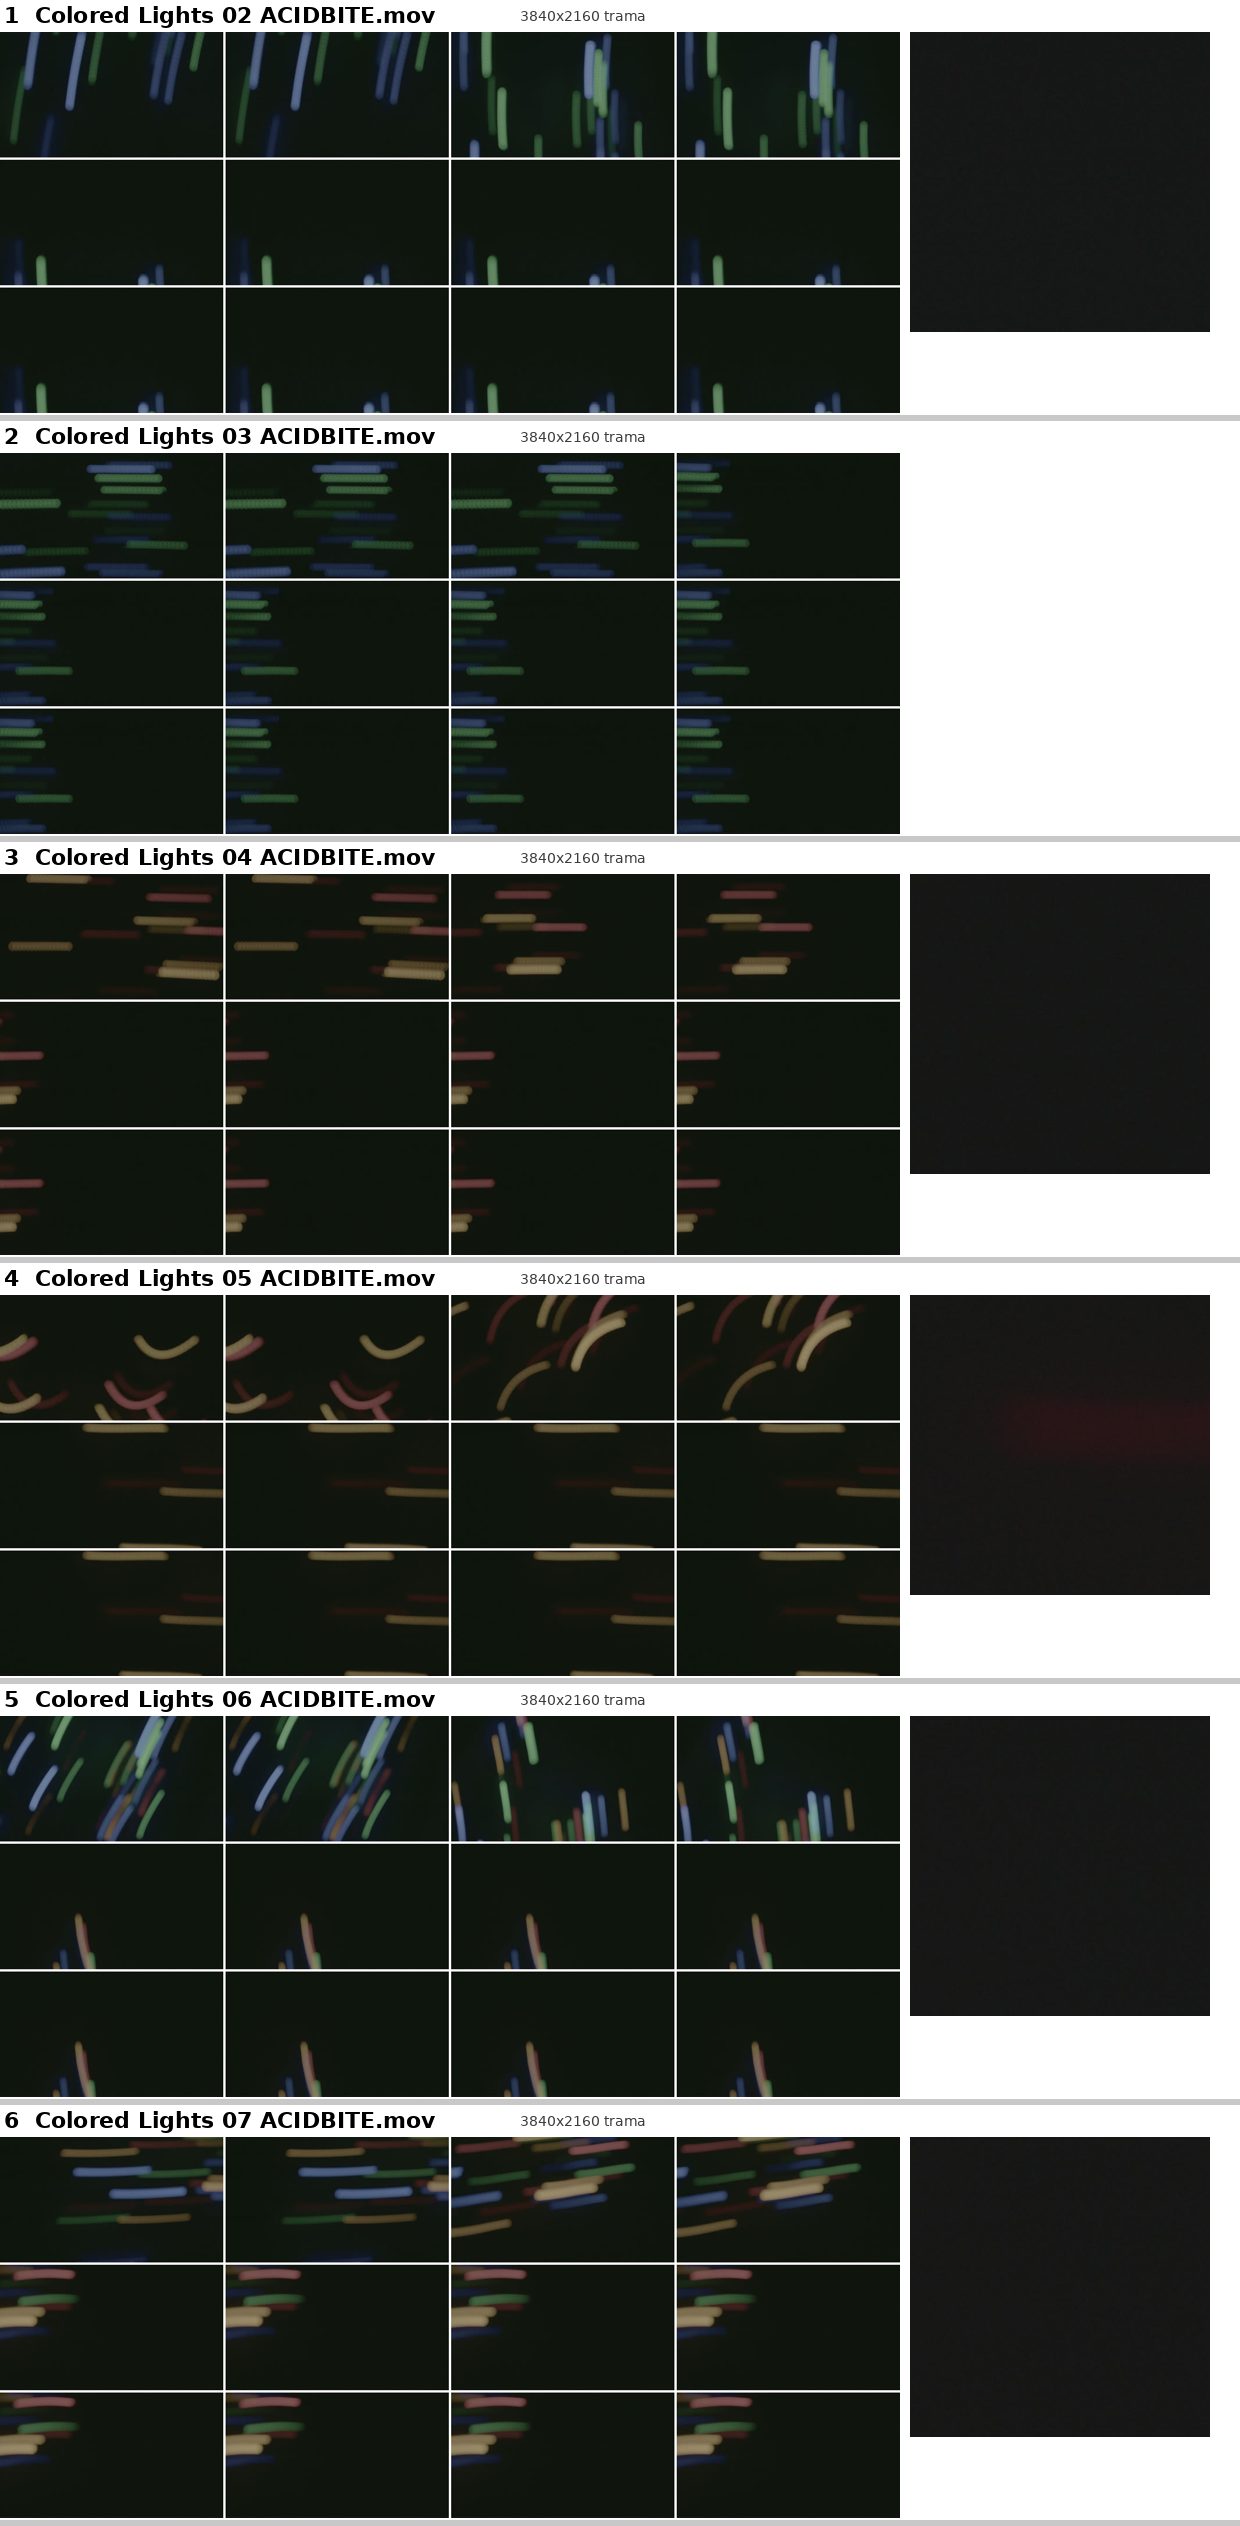 1 Colored Lights 02 ACIDBITE.mov 3840x2160 trama
2 Colored Lights 03 ACIDBITE.mov 3840x2160 trama
3 Colored Lights 04 ACIDBITE.mov 3840x2160 trama
4 Colored Lights 05 ACIDBITE.mov 3840x2160 trama
5 Colored Lights 06 ACIDBITE.mov 3840x2160 trama
6 Colored Lights 07 ACIDBITE.mov 3840x2160 trama